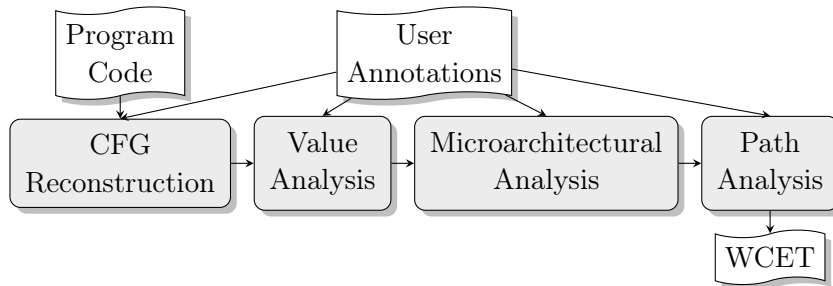 Program
Code
User
Annotations
CFG
Reconstruction
Value
Analysis
Microarchitectural
Analysis
Path
Analysis
WCET